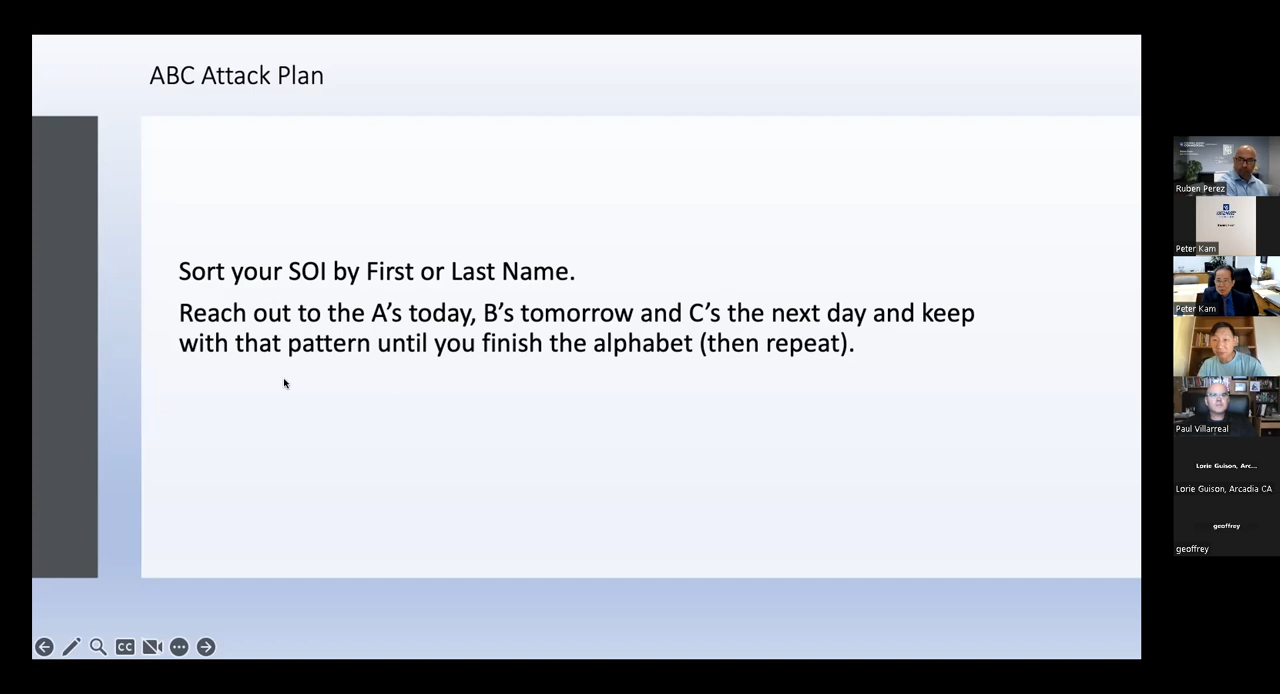 ABC Attack Plan
Sort your SOI by First or Last Name.
Reach out to the A’s today, B’s tomorrow and C’s the next day and keep
with that pattern until you finish the alphabet (then repeat).
CC
Ruben Perez
Peter Kam
Peter Kam
Paul Villarreal
Lorie Guison, Arc...
Lorie Guison, Arcadia CA
geoffrey
geoffrey